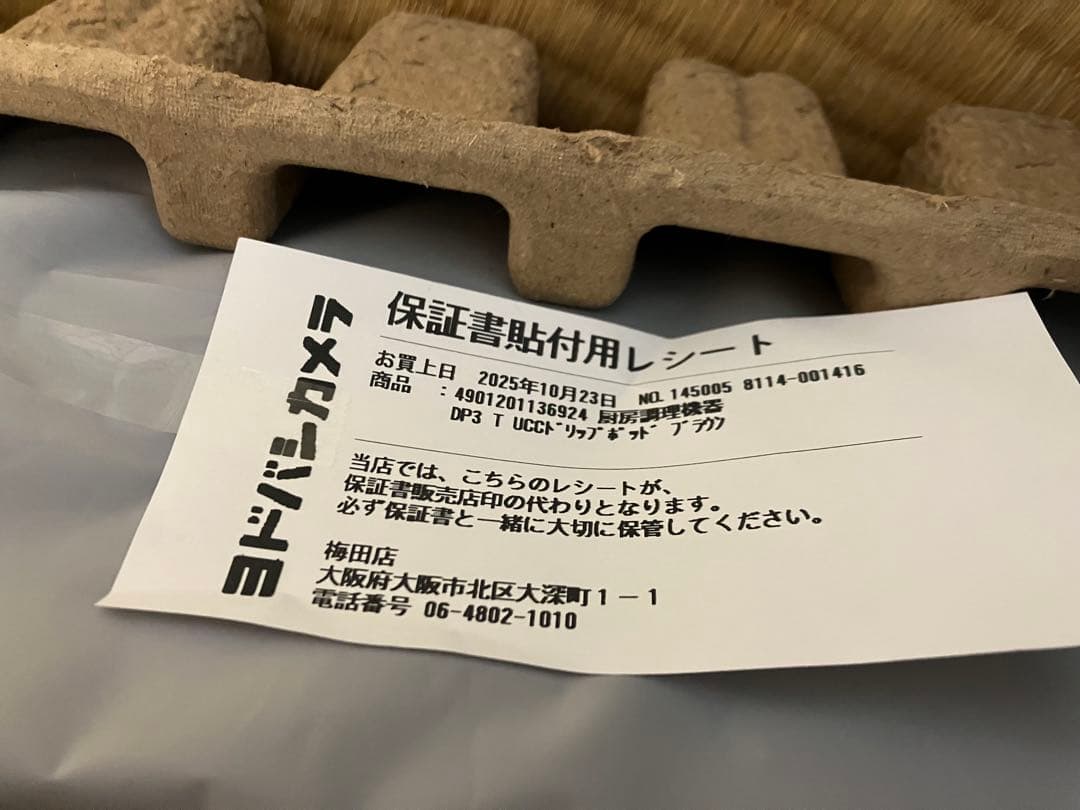 ヨドバシカメラ
保証書貼付用レシート
お買上日 2025年10月23日 NO. 145005 8114-001416
商品 :4901201136924 厨房調理機器
DP3 T UCCﾄﾞﾘｯﾌﾟﾎﾟｯﾄﾞ ブラウン
当店では、こちらのレシートが、
保証書販売店印の代わりとなります。
必ず保証書と一緒に大切に保管してください。
梅田店
大阪府大阪市北区大深町1-1
電話番号 06-4802-1010